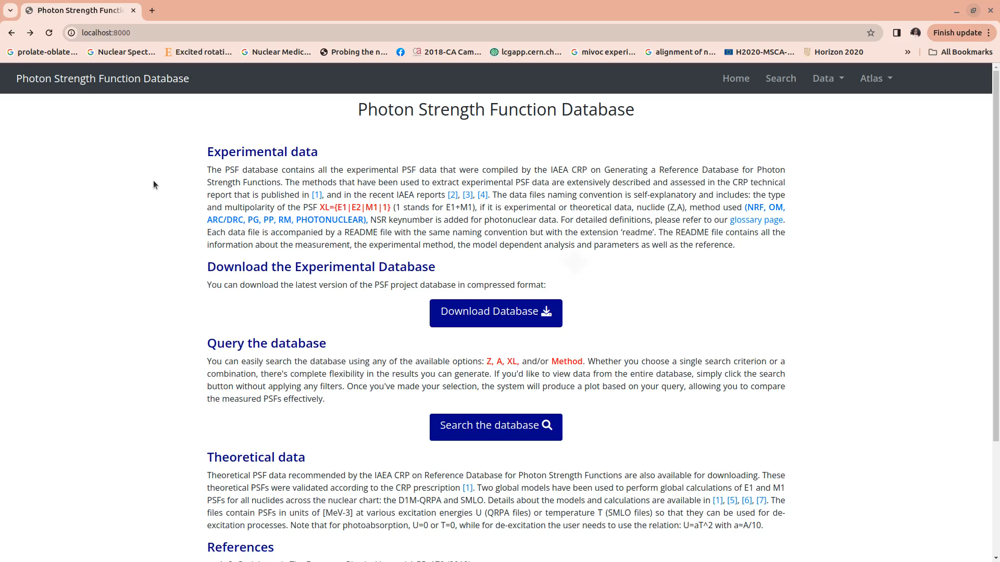 Photon Strength Functi
localhost:8000
Finish update
prolate-oblate...
Nuclear Spect...
Excited rotati...
Nuclear Medic...
Probing the n...
2018-CA Cam...
lcgapp.cern.ch...
mivoc experi...
alignment of n...
H2020-MSCA-...
Horizon 2020
»
All Bookmarks
Photon Strength Function Database
Home
Search
Data
Atlas
Photon Strength Function Database
Experimental data
The PSF database contains all the experimental PSF data that were compiled by the IAEA CRP on Generating a Reference Database for Photon
Strength Functions. The methods that have been used to extract experimental PSF data are extensively described and assessed in the CRP technical
report that is published in [1], and in the recent IAEA reports [2], [3], [4]. The data files naming convention is self-explanatory and includes: the type
and multipolarity of the PSF XL={E1|E2|M1|1} (1 stands for E1+M1), if it is experimental or theoretical data, nuclide (Z,A), method used (NRF, OM,
ARC/DRC, PG, PP, RM, PHOTONUCLEAR), NSR keynumber is added for photonuclear data. For detailed definitions, please refer to our glossary page.
Each data file is accompanied by a README file with the same naming convention but with the extension ‘readme’. The README file contains all the
information about the measurement, the experimental method, the model dependent analysis and parameters as well as the reference.
Download the Experimental Database
You can download the latest version of the PSF project database in compressed format:
Download Database
Query the database
You can easily search the database using any of the available options: Z, A, XL, and/or Method. Whether you choose a single search criterion or a
combination, there's complete flexibility in the results you can generate. If you'd like to view data from the entire database, simply click the search
button without applying any filters. Once you've made your selection, the system will produce a plot based on your query, allowing you to compare
the measured PSFs effectively.
Search the database
Theoretical data
Theoretical PSF data recommended by the IAEA CRP on Reference Database for Photon Strength Functions are also available for downloading. These
theoretical PSFs were validated according to the CRP prescription [1]. Two global models have been used to perform global calculations of E1 and M1
PSFs for all nuclides across the nuclear chart: the D1M-QRPA and SMLO. Details about the models and calculations are available in [1], [5], [6], [7]. The
files contain PSFs in units of [MeV-3] at various excitation energies U (QRPA files) or temperature T (SMLO files) so that they can be used for de-
excitation processes. Note that for photoabsorption, U=0 or T=0, while for de-excitation the user needs to use the relation: U=aT^2 with a=A/10.
References